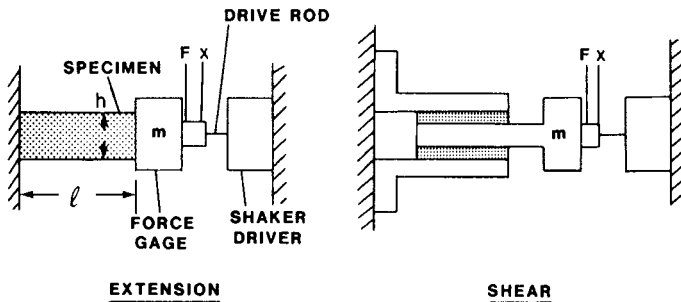 DRIVE ROD
F X
SPECIMEN
h
m
ℓ
FORCE
GAGE
SHAKER
DRIVER
EXTENSION
F X
m
SHEAR